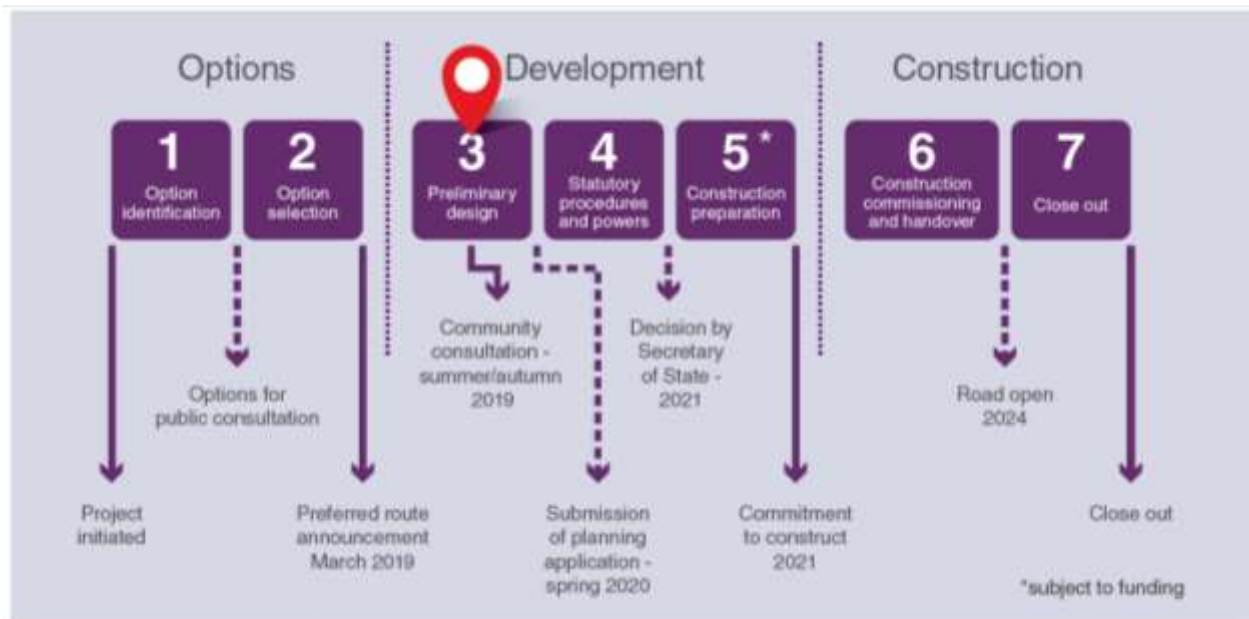 Options
Development
Construction
1
Option
identification
2
Option
selection
3
Preliminary
design
4
Statutory
procedures
and powers
5*
Construction
preparation
6
Construction
commissioning
and handover
7
Close out
Community
consultation -
summer/autumn
2019
Decision by
Secretary
of State -
2021
Options for
public consultation
Road open
2024
Project
initiated
Preferred route
announcement
March 2019
Submission
of planning
application -
spring 2020
Commitment
to construct
2021
Close out
*subject to funding